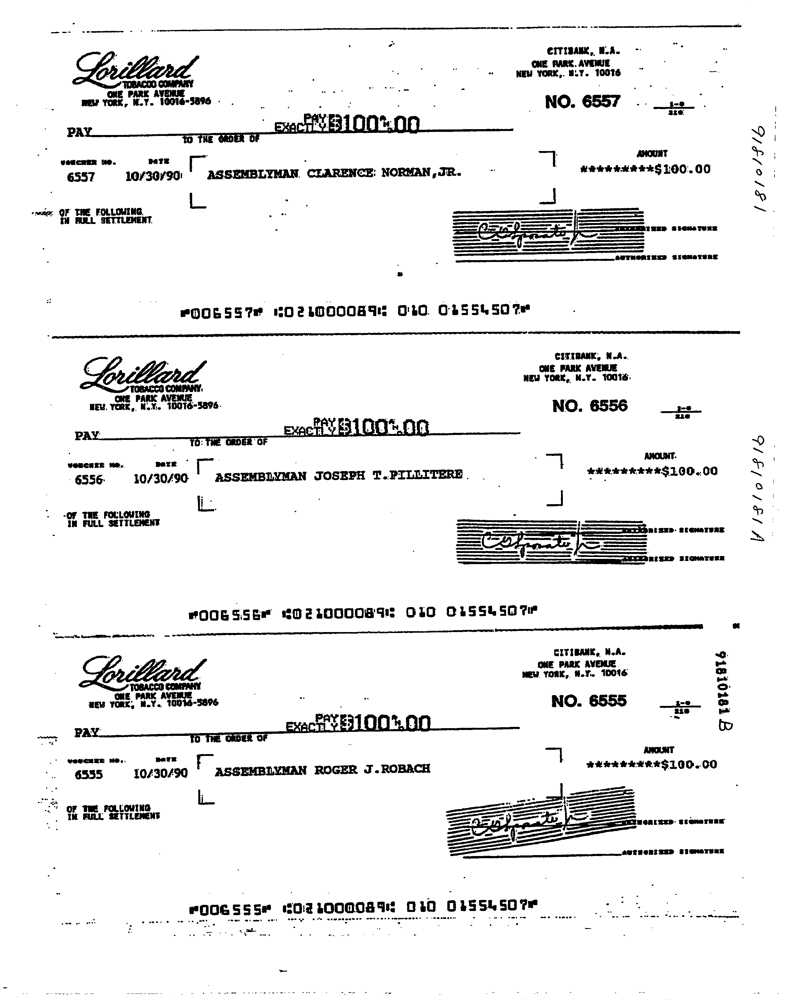 Lorillard
TOBACCO COMPANY
ONE PARK AVENUE
NEW YORK, N.Y. 10016-5896
CITIBANK, N.A.
ONE PARK AVENUE
NEW YORK, N.Y. 10016
NO. 6557
1-8
210
PAY
PAY EXACTLY $100.00
TO THE ORDER OF
VOUCHER NO. DATE AMOUNT
6557 10/30/90 ASSEMBLYMAN CLARENCE NORMAN,JR. *********$100.00
OF THE FOLLOWING
IN FULL SETTLEMENT
AUTHORIZED SIGNATURE
AUTHORIZED SIGNATURE
⑈006557⑈ ⑆021000089⑆ 010 01554507⑈
91810181
Lorillard
TOBACCO COMPANY
ONE PARK AVENUE
NEW YORK, N.Y. 10016-5896
CITIBANK, N.A.
ONE PARK AVENUE
NEW YORK, N.Y. 10016
NO. 6556
1-8
210
PAY
PAY EXACTLY $100.00
TO THE ORDER OF
VOUCHER NO. DATE AMOUNT
6556 10/30/90 ASSEMBLYMAN JOSEPH T.PILLITERE *********$100.00
OF THE FOLLOWING
IN FULL SETTLEMENT
AUTHORIZED SIGNATURE
AUTHORIZED SIGNATURE
⑈006556⑈ ⑆021000089⑆ 010 01554507⑈
91810181A
Lorillard
TOBACCO COMPANY
ONE PARK AVENUE
NEW YORK, N.Y. 10016-5896
CITIBANK, N.A.
ONE PARK AVENUE
NEW YORK, N.Y. 10016
NO. 6555
1-8
210
PAY
PAY EXACTLY $100.00
TO THE ORDER OF
VOUCHER NO. DATE AMOUNT
6555 10/30/90 ASSEMBLYMAN ROGER J.ROBACH *********$100.00
OF THE FOLLOWING
IN FULL SETTLEMENT
AUTHORIZED SIGNATURE
AUTHORIZED SIGNATURE
⑈006555⑈ ⑆021000089⑆ 010 01554507⑈
91810181 B